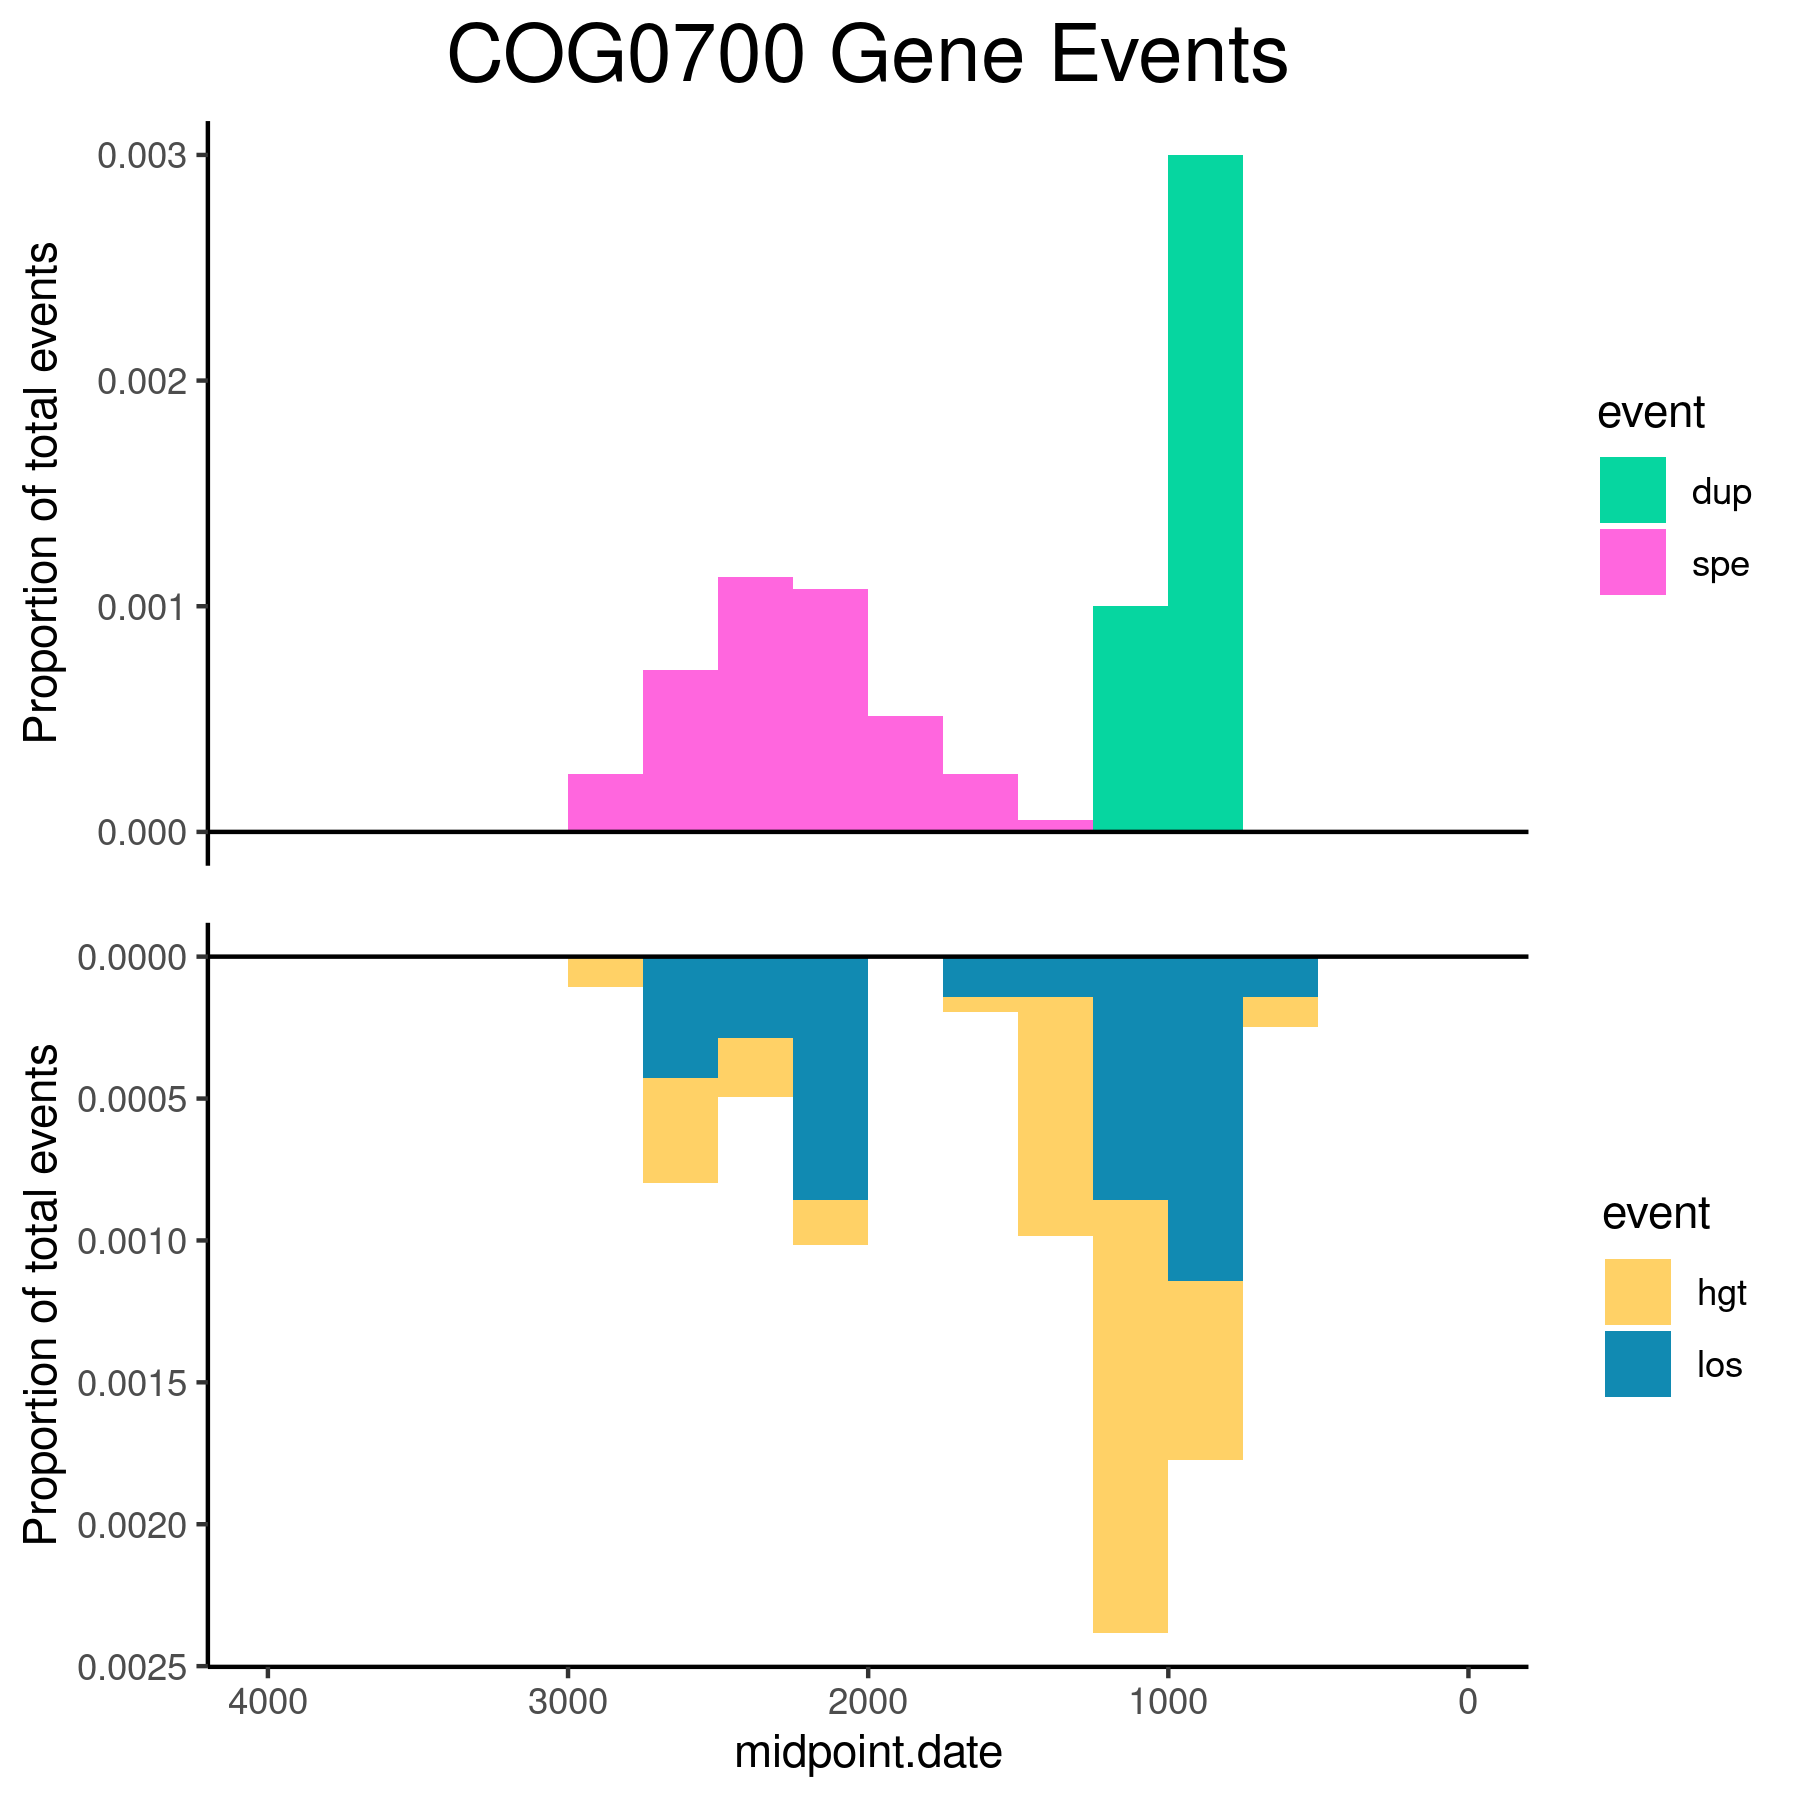 COG0700 Gene Events
Proportion of total events
0.003
0.002
0.001
0.000
event
dup
spe
Proportion of total events
0.0000
0.0005
0.0010
0.0015
0.0020
0.0025
4000
3000
2000
1000
0
midpoint.date
event
hgt
los